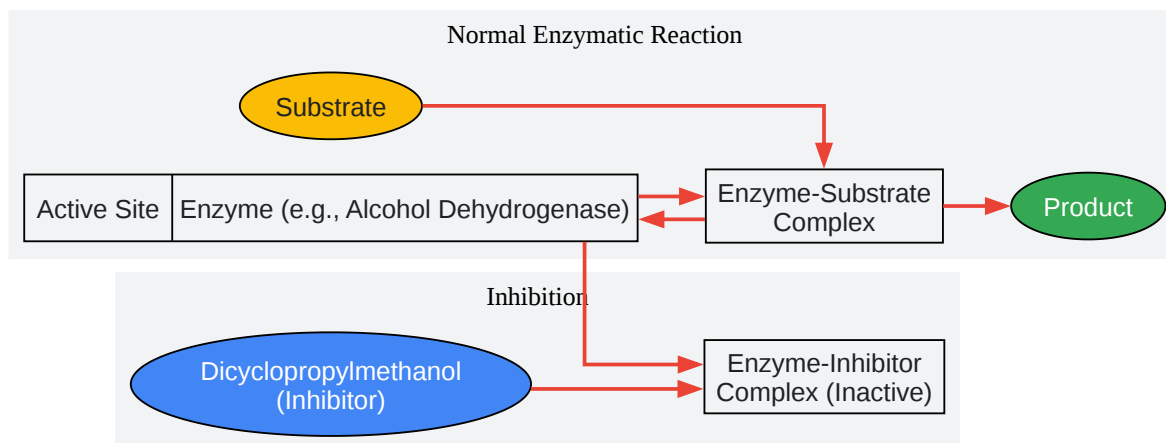 Normal Enzymatic Reaction
Substrate
Active Site
Enzyme (e.g., Alcohol Dehydrogenase)
Enzyme-Substrate
Complex
Product
Inhibition
Dicyclopropylmethanol
(Inhibitor)
Enzyme-Inhibitor
Complex (Inactive)